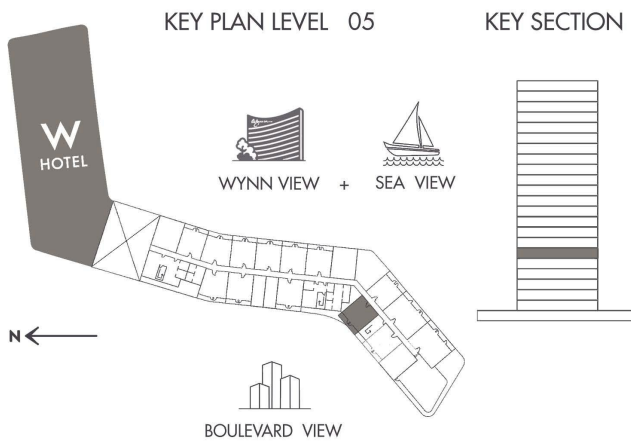 KEY PLAN LEVEL 05
KEY SECTION
W
HOTEL
WYNN VIEW + SEA VIEW
N
BOULEVARD VIEW